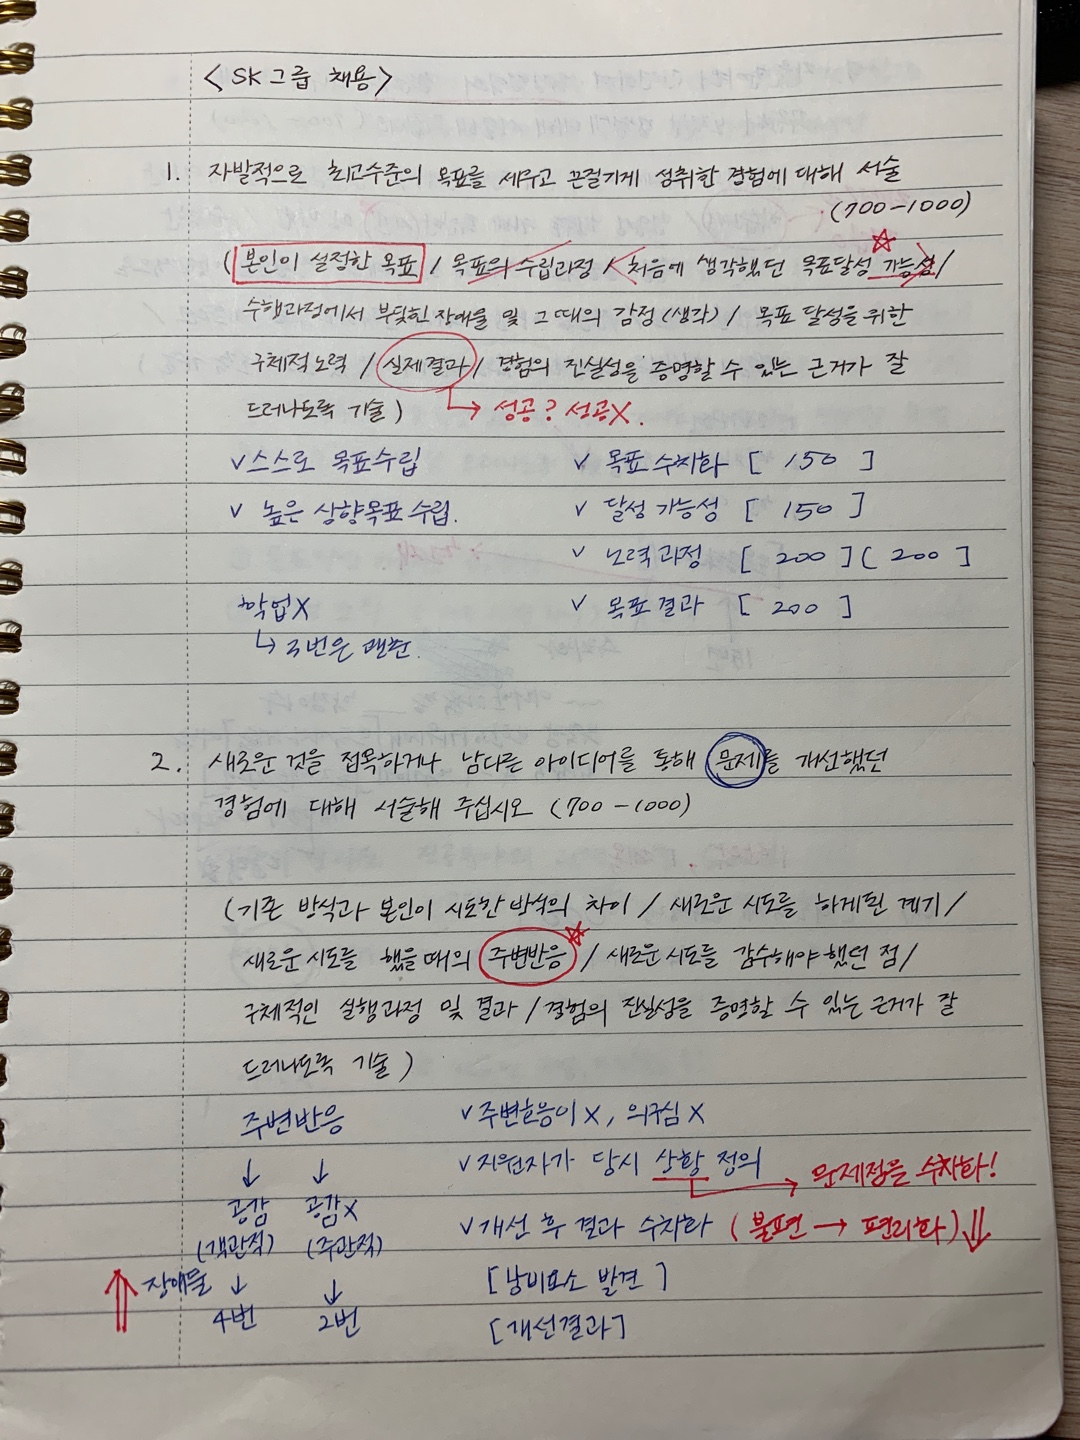 <SK그룹 채용>
1. 자발적으로 최고수준의 목표를 세우고 끈질기게 성취한 경험에 대해 서술
(700-1000)
(본인이 설정한 목표 / 목표의 수립과정 / 처음에 생각했던 목표달성 가능성 /
수행과정에서 부딪힌 장애물 및 그 때의 감정(생각) / 목표 달성을 위한
구체적 노력 / 실제결과 / 경험의 진실성을 증명할 수 있는 근거가 잘
드러나도록 기술) → 성공? 성공X.
∨ 스스로 목표수립 ∨ 목표 수치화 [ 150 ]
∨ 높은 상향목표 수립. ∨ 달성 가능성 [ 150 ]
∨ 노력 과정 [ 200 ] [ 200 ]
학업X ∨ 목표 결과 [ 200 ]
↳ 3번은 괜춘.
2. 새로운 것을 접목하거나 남다른 아이디어를 통해 문제를 개선했던
경험에 대해 서술해 주십시오 (700-1000)
(기존 방식과 본인이 시도한 방식의 차이 / 새로운 시도를 하게된 계기 /
새로운 시도를 했을 때의 주변반응 / 새로운 시도를 감수해야 했던 점 /
구체적인 실행과정 및 결과 / 경험의 진실성을 증명할 수 있는 근거가 잘
드러나도록 기술)
주변반응 ∨ 주변호응이 X, 의구심 X
↓ ↓ ∨ 지원자가 당시 상황 정의 → 문제점을 수치화!
공감 공감X
(객관적) (주관적) ∨ 개선 후 결과 수치화 (불편 → 편리화) ⇓
⇑ 장애물 ↓ ↓ [낭비요소 발견]
4번 2번 [개선결과]